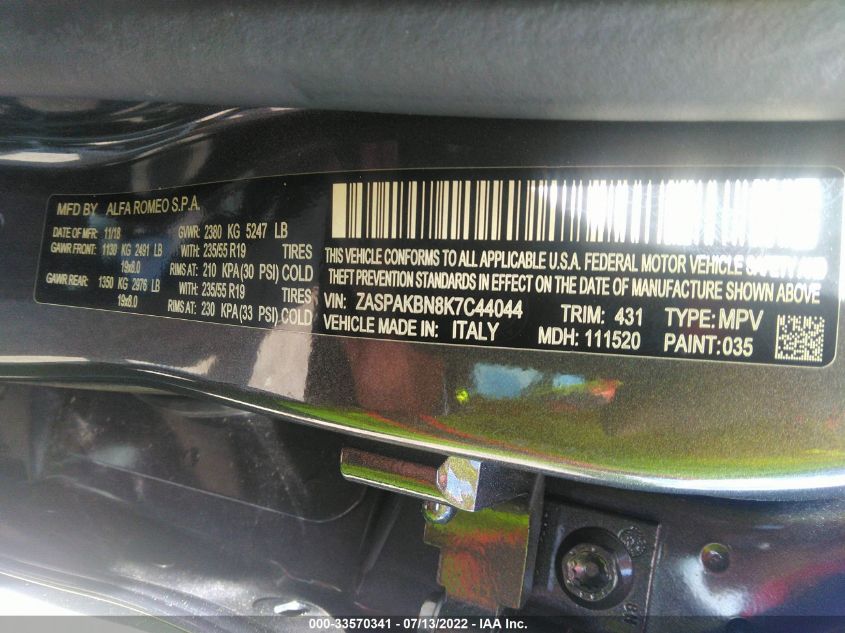 MFD BY ALFA ROMEO S.P.A.
DATE OF MFR: 11/18 GVWR: 2380 KG 5247 LB
GAWR FRONT: 1130 KG 2491 LB WITH: 235/55 R19 TIRES
19x8.0 RIMS AT: 210 KPA(30 PSI) COLD
GAWR REAR: 1350 KG 2976 LB WITH: 235/55 R19 TIRES
19x8.0 RIMS AT: 230 KPA(33 PSI) COLD
THIS VEHICLE CONFORMS TO ALL APPLICABLE U.S.A. FEDERAL MOTOR VEHICLE SAFETY AND
THEFT PREVENTION STANDARDS IN EFFECT ON THE DATE OF MANUFACTURE SHOWN ABOVE
VIN: ZASPAKBN8K7C44044 TRIM: 431 TYPE: MPV
VEHICLE MADE IN: ITALY MDH: 111520 PAINT: 035
000-33570341 - 07/13/2022 - IAA Inc.